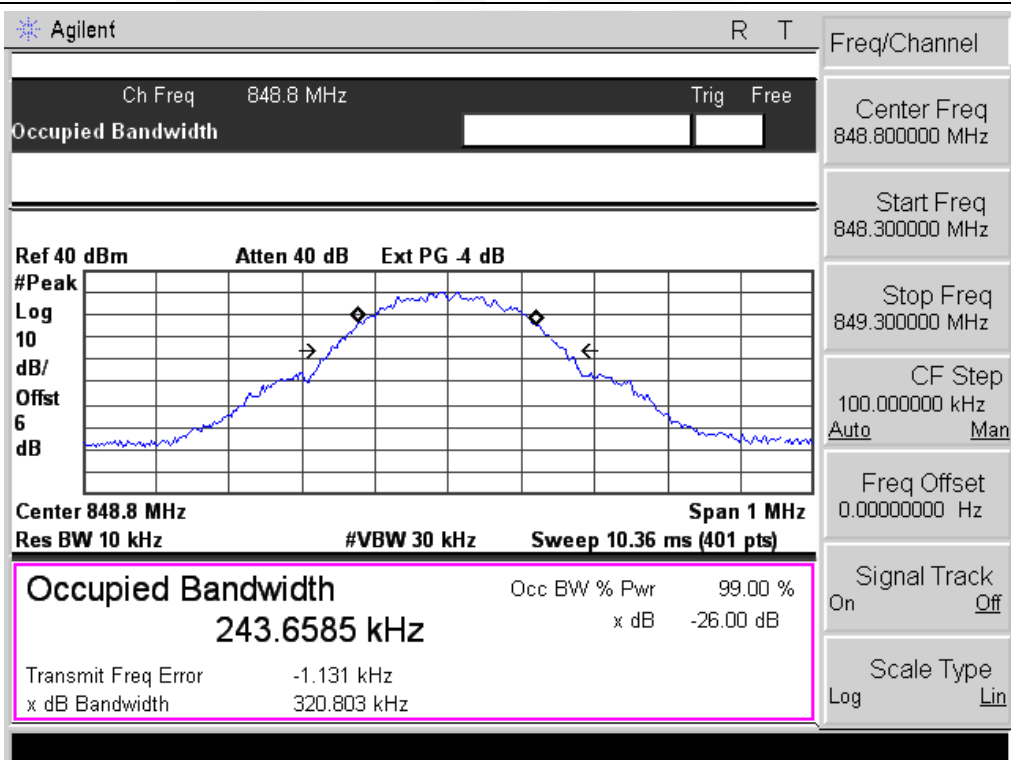 Agilent R T
Freq/Channel
Ch Freq 848.8 MHz Trig Free
Occupied Bandwidth
Center Freq
848.800000 MHz
Start Freq
848.300000 MHz
Ref 40 dBm Atten 40 dB Ext PG -4 dB
#Peak
Log
10
dB/
Offst
6
dB
Stop Freq
849.300000 MHz
CF Step
100.000000 kHz
Auto Man
Center 848.8 MHz Span 1 MHz
Res BW 10 kHz #VBW 30 kHz Sweep 10.36 ms (401 pts)
Freq Offset
0.00000000 Hz
Occupied Bandwidth Occ BW % Pwr 99.00 %
243.6585 kHz x dB -26.00 dB
Transmit Freq Error -1.131 kHz
x dB Bandwidth 320.803 kHz
Signal Track
On Off
Scale Type
Log Lin